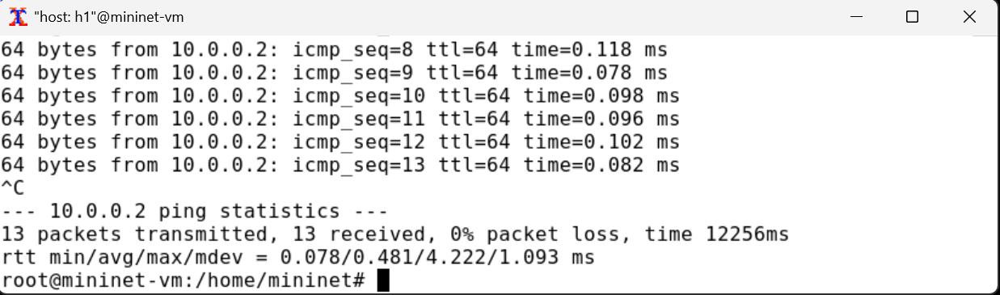 "host: h1"@mininet-vm
64 bytes from 10.0.0.2: icmp_seq=8 ttl=64 time=0.118 ms
64 bytes from 10.0.0.2: icmp_seq=9 ttl=64 time=0.078 ms
64 bytes from 10.0.0.2: icmp_seq=10 ttl=64 time=0.098 ms
64 bytes from 10.0.0.2: icmp_seq=11 ttl=64 time=0.096 ms
64 bytes from 10.0.0.2: icmp_seq=12 ttl=64 time=0.102 ms
64 bytes from 10.0.0.2: icmp_seq=13 ttl=64 time=0.082 ms
^C
--- 10.0.0.2 ping statistics ---
13 packets transmitted, 13 received, 0% packet loss, time 12256ms
rtt min/avg/max/mdev = 0.078/0.481/4.222/1.093 ms
root@mininet-vm:/home/mininet#